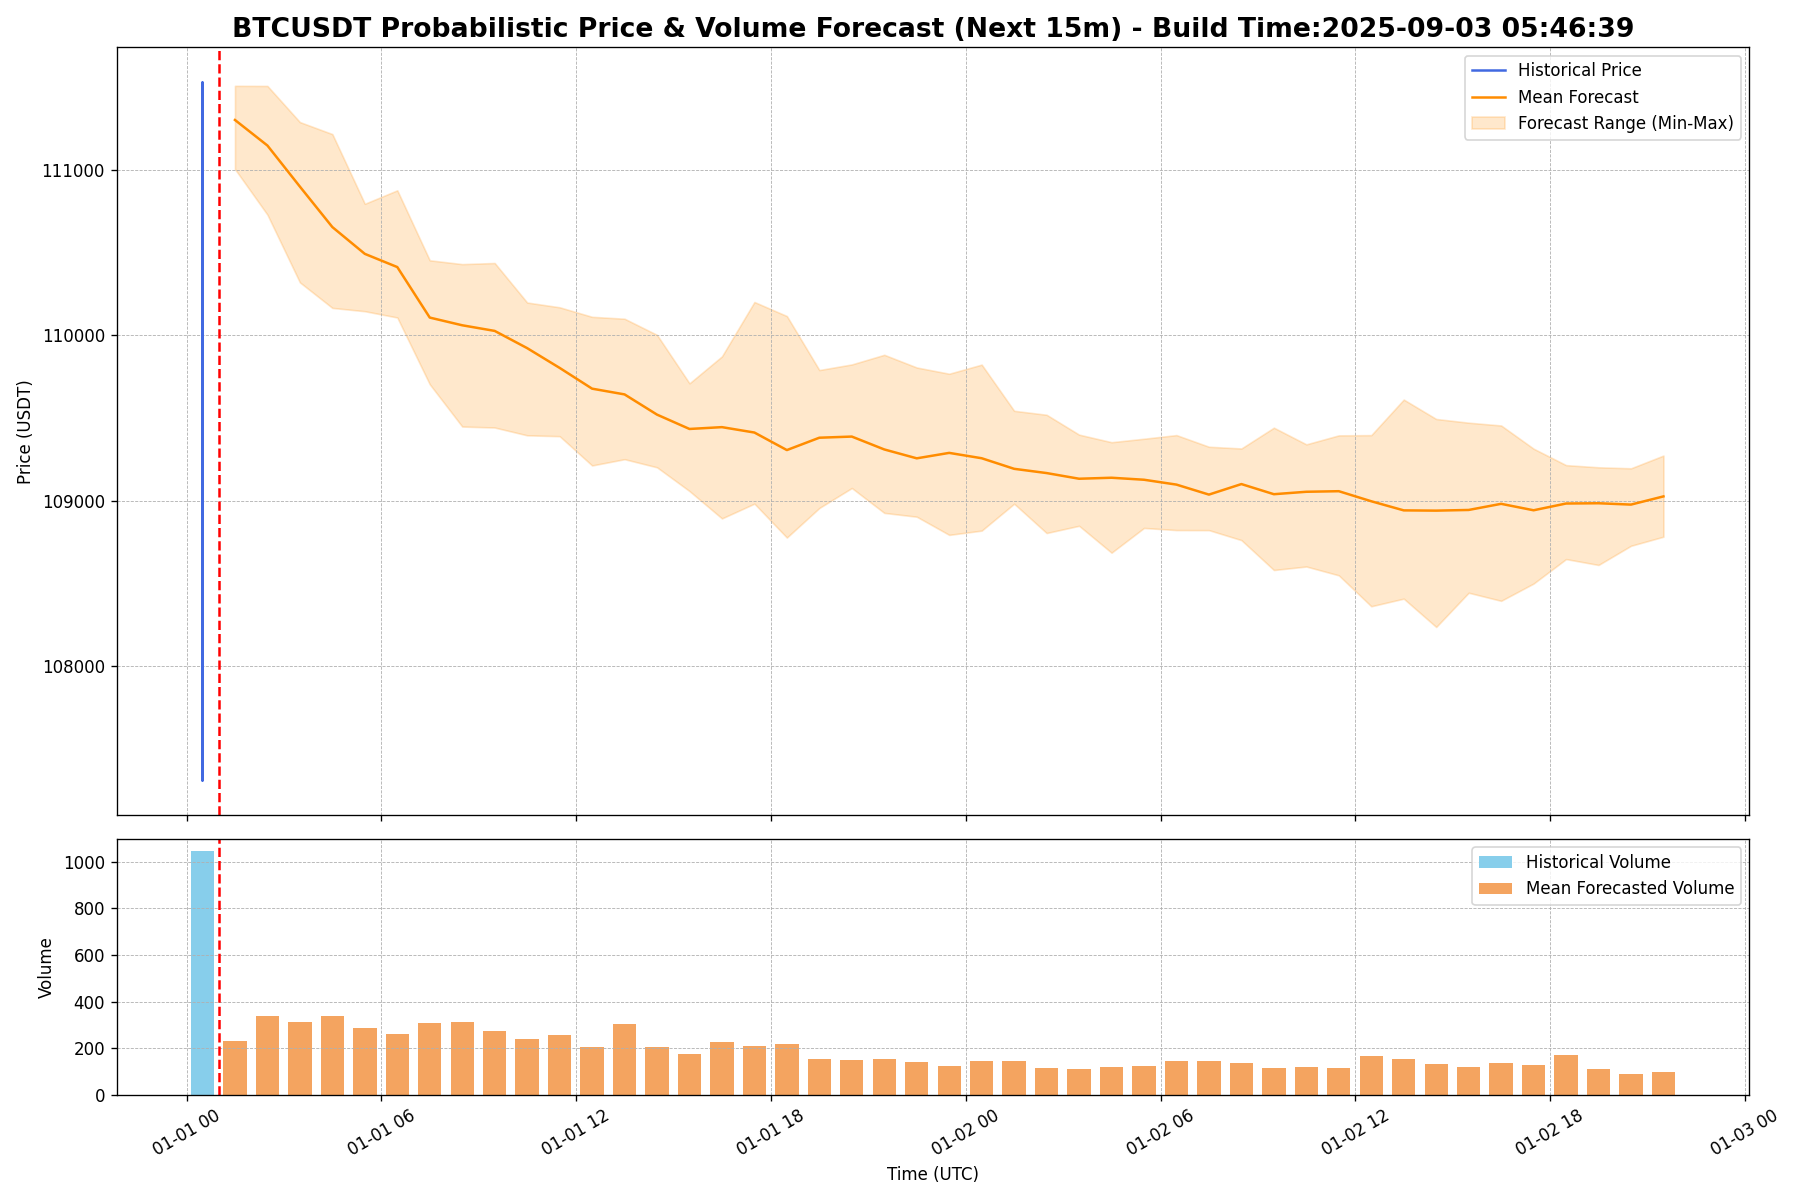 BTCUSDT Probabilistic Price & Volume Forecast (Next 15m) - Build Time:2025-09-03 05:46:39
Historical Price
Mean Forecast
Forecast Range (Min-Max)
Price (USDT)
111000
110000
109000
108000
Historical Volume
Mean Forecasted Volume
Volume
1000
800
600
400
200
0
01-01 00
01-01 06
01-01 12
01-01 18
01-02 00
01-02 06
01-02 12
01-02 18
01-03 00
Time (UTC)